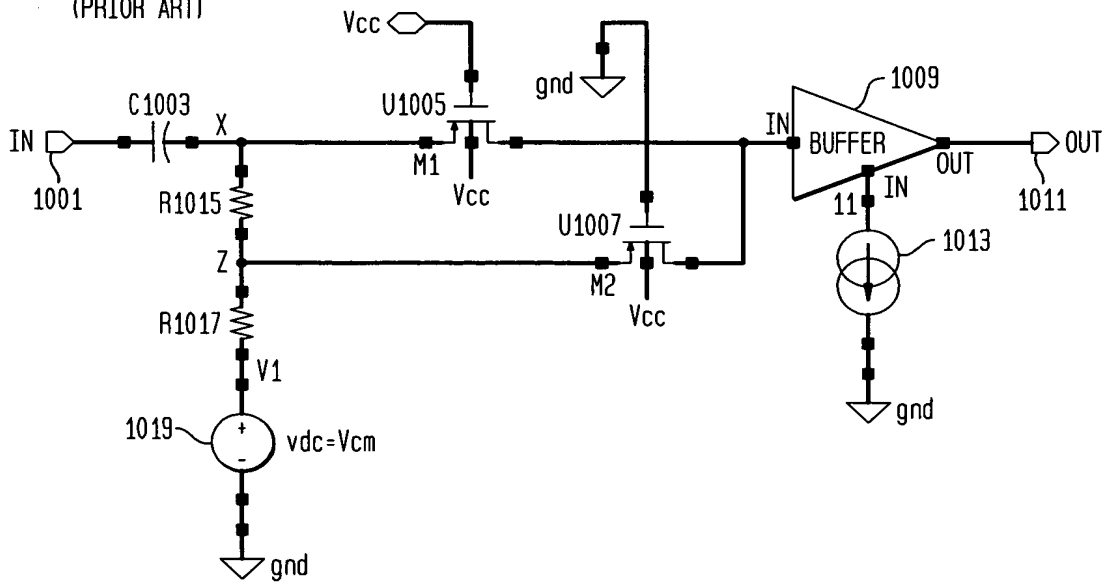 (PRIOR ART)
Vcc
gnd
1009
C1003
X
U1005
IN
M1
Vcc
IN
BUFFER
OUT
IN
OUT
1001
1011
R1015
U1007
11
1013
Z
M2
Vcc
R1017
V1
gnd
1019
+
-
vdc=Vcm
gnd